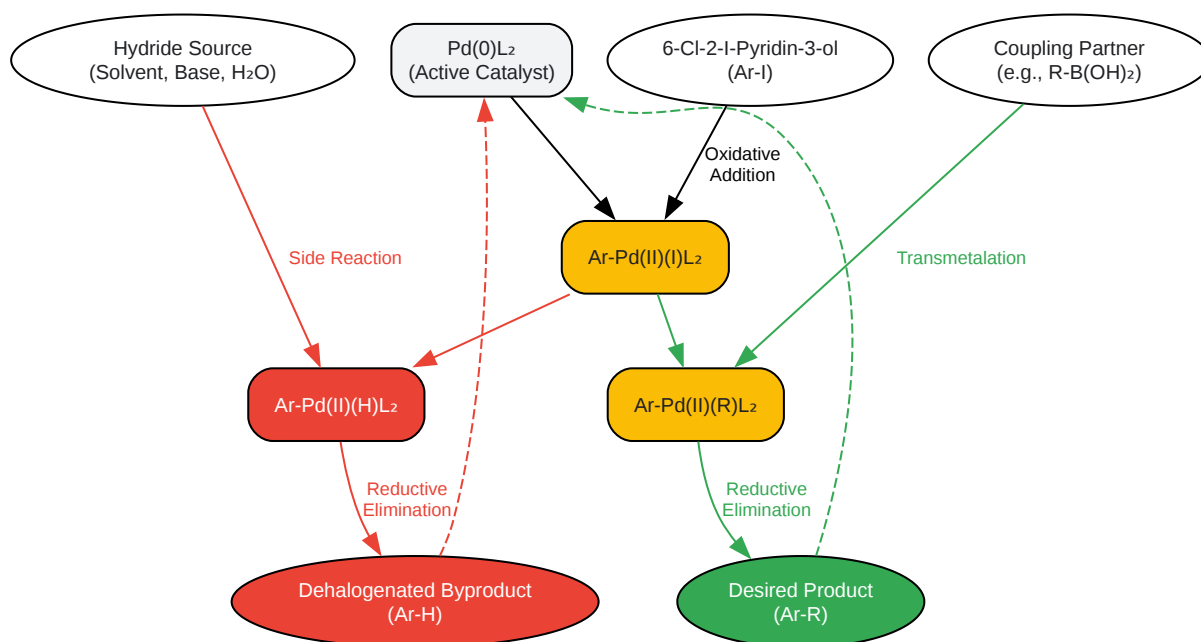 Hydride Source
(Solvent, Base, H₂O)
Pd(0)L₂
(Active Catalyst)
6-Cl-2-I-Pyridin-3-ol
(Ar-I)
Coupling Partner
(e.g., R-B(OH)₂)
Oxidative
Addition
Side Reaction
Ar-Pd(II)(I)L₂
Transmetalation
Ar-Pd(II)(H)L₂
Ar-Pd(II)(R)L₂
Reductive
Elimination
Reductive
Elimination
Dehalogenated Byproduct
(Ar-H)
Desired Product
(Ar-R)